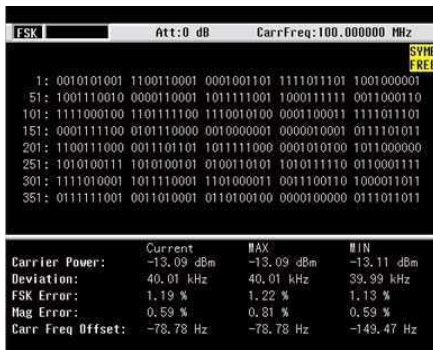 FSK Att:0 dB CarrFreq:100.000000 MHz
SYMB
FREE
1: 0010101001 1100110001 0001001101 1111011101 1001000001
51: 1001110010 0000110001 1011111001 1000111111 0011000110
101: 1111000100 1101111100 1110010100 0001100011 1111011101
151: 0001111100 0101110000 0010000001 0000010001 0111101011
201: 1100111000 0011101101 1011111000 0001010100 1011000000
251: 1010100111 1010100101 0100110101 1010111110 0110001111
301: 1111010001 1011110001 1101000011 0011100110 1000011011
351: 0111111001 0011010001 0110100100 0000100000 0111011011
Current MAX MIN
Carrier Power: -13.09 dBm -13.09 dBm -13.11 dBm
Deviation: 40.01 kHz 40.01 kHz 39.99 kHz
FSK Error: 1.19 % 1.22 % 1.13 %
Mag Error: 0.59 % 0.81 % 0.59 %
Carr Freq Offset: -78.78 Hz -78.78 Hz -149.47 Hz